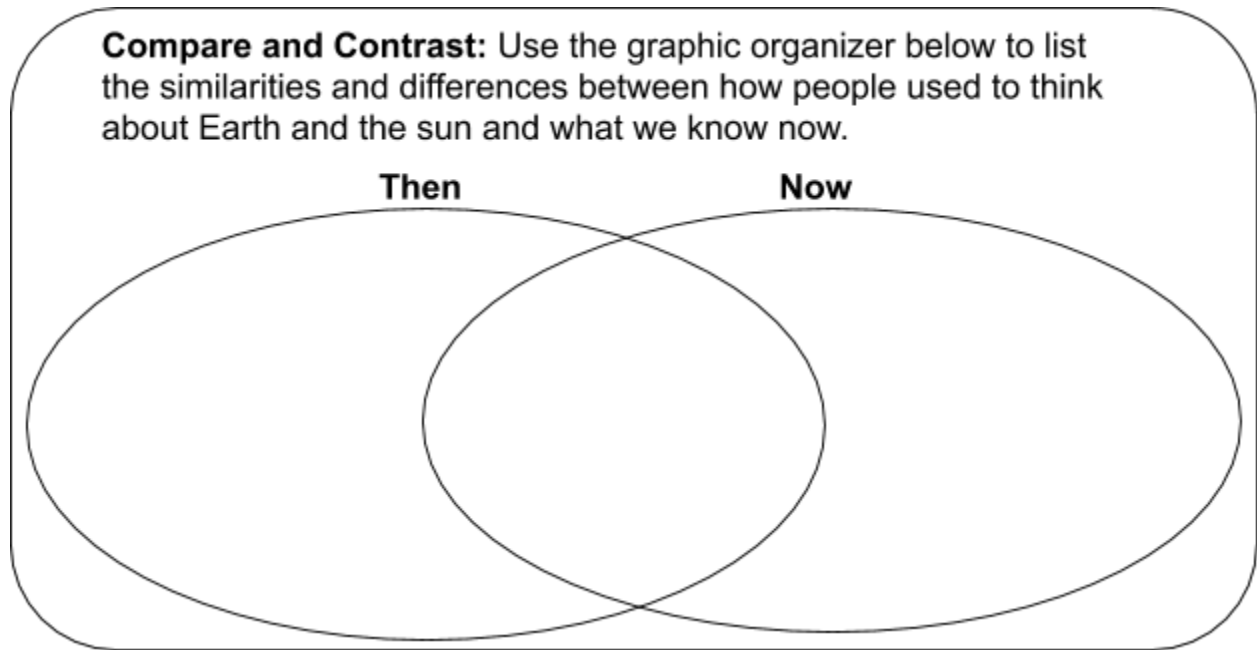 Compare and Contrast: Use the graphic organizer below to list
the similarities and differences between how people used to think
about Earth and the sun and what we know now.
Then Now